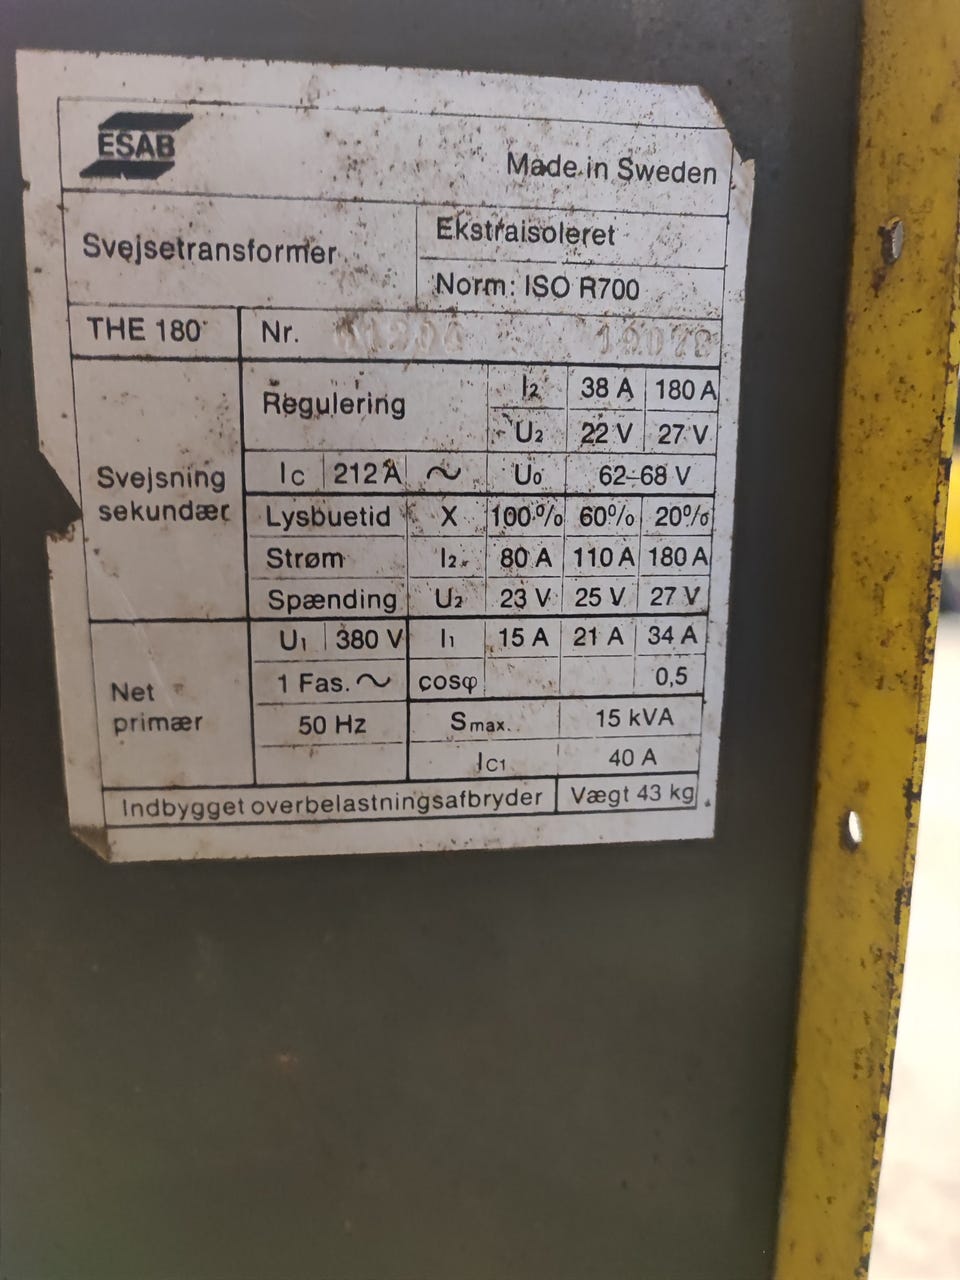 ESAB
Made in Sweden
Svejsetransformer
Ekstraisoleret
Norm: ISO R700
THE 180
Nr.
Regulering I2 38 A 180 A
U2 22 V 27 V
Svejsning sekundær
Ic 212 A ~ U0 62-68 V
Lysbuetid X 100% 60% 20%
Strøm I2 80 A 110 A 180 A
Spænding U2 23 V 25 V 27 V
Net primær
U1 380 V I1 15 A 21 A 34 A
1 Fas. ~ cosφ 0,5
50 Hz Smax. 15 kVA
IC1 40 A
Indbygget overbelastningsafbryder Vægt 43 kg